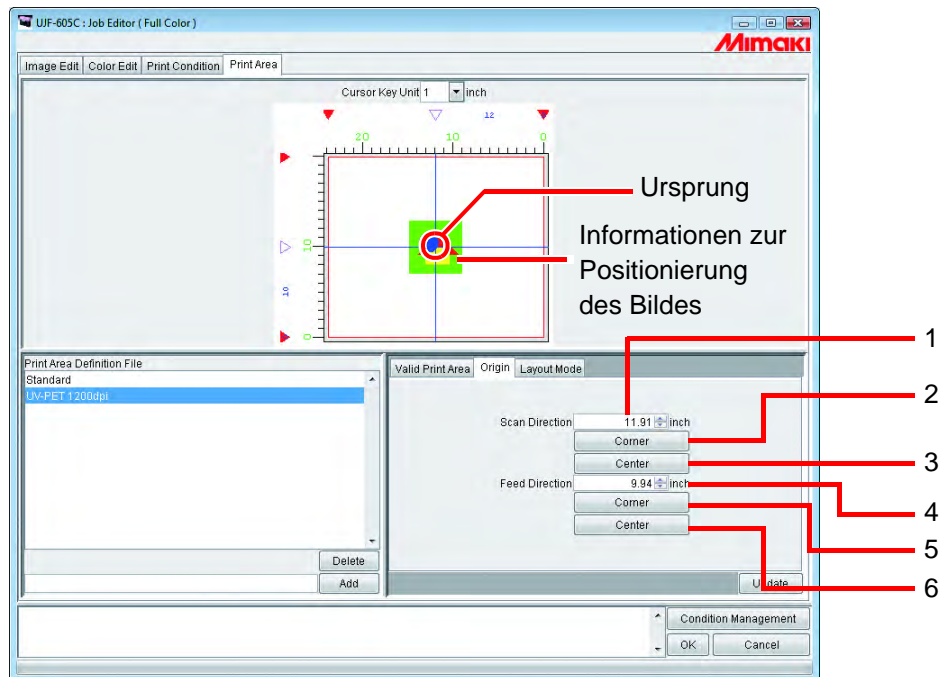 UJF-605C : Job Editor ( Full Color )
Mimaki
Image Edit Color Edit Print Condition Print Area
Cursor Key Unit 1 inch
12
20 10 0
Ursprung
10
Informationen zur
Positionierung
des Bildes
10
0
1
Print Area Definition File
Valid Print Area Origin Layout Mode
Standard
UV-PET 1200dpi
2
Scan Direction 11.91 inch
Corner
Center
3
Feed Direction 9.94 inch
4
Corner
5
Center
Delete
6
Add
Update
Condition Management
OK Cancel